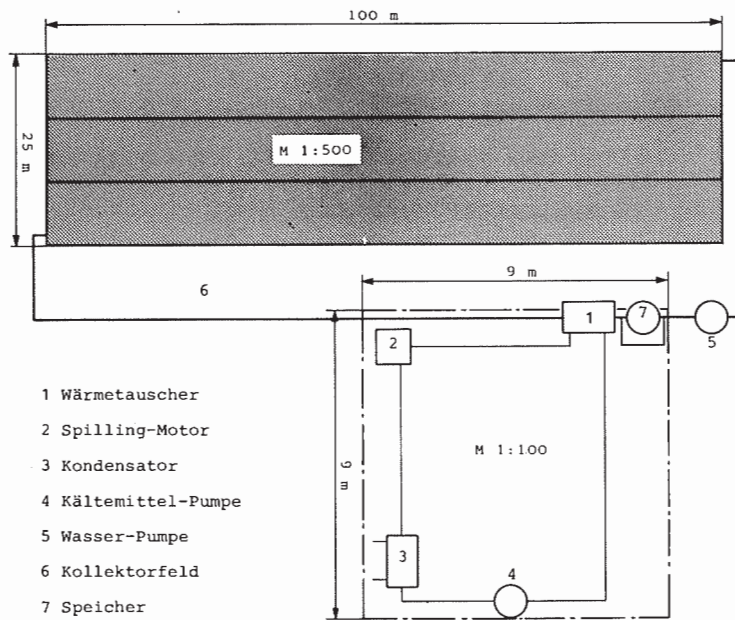 100 m
25 m
M 1:500
9 m
6
1
7
2
5
1 Wärmetauscher
2 Spilling-Motor
3 Kondensator
4 Kältemittel-Pumpe
5 Wasser-Pumpe
6 Kollektorfeld
7 Speicher
9 m
M 1:100
3
4